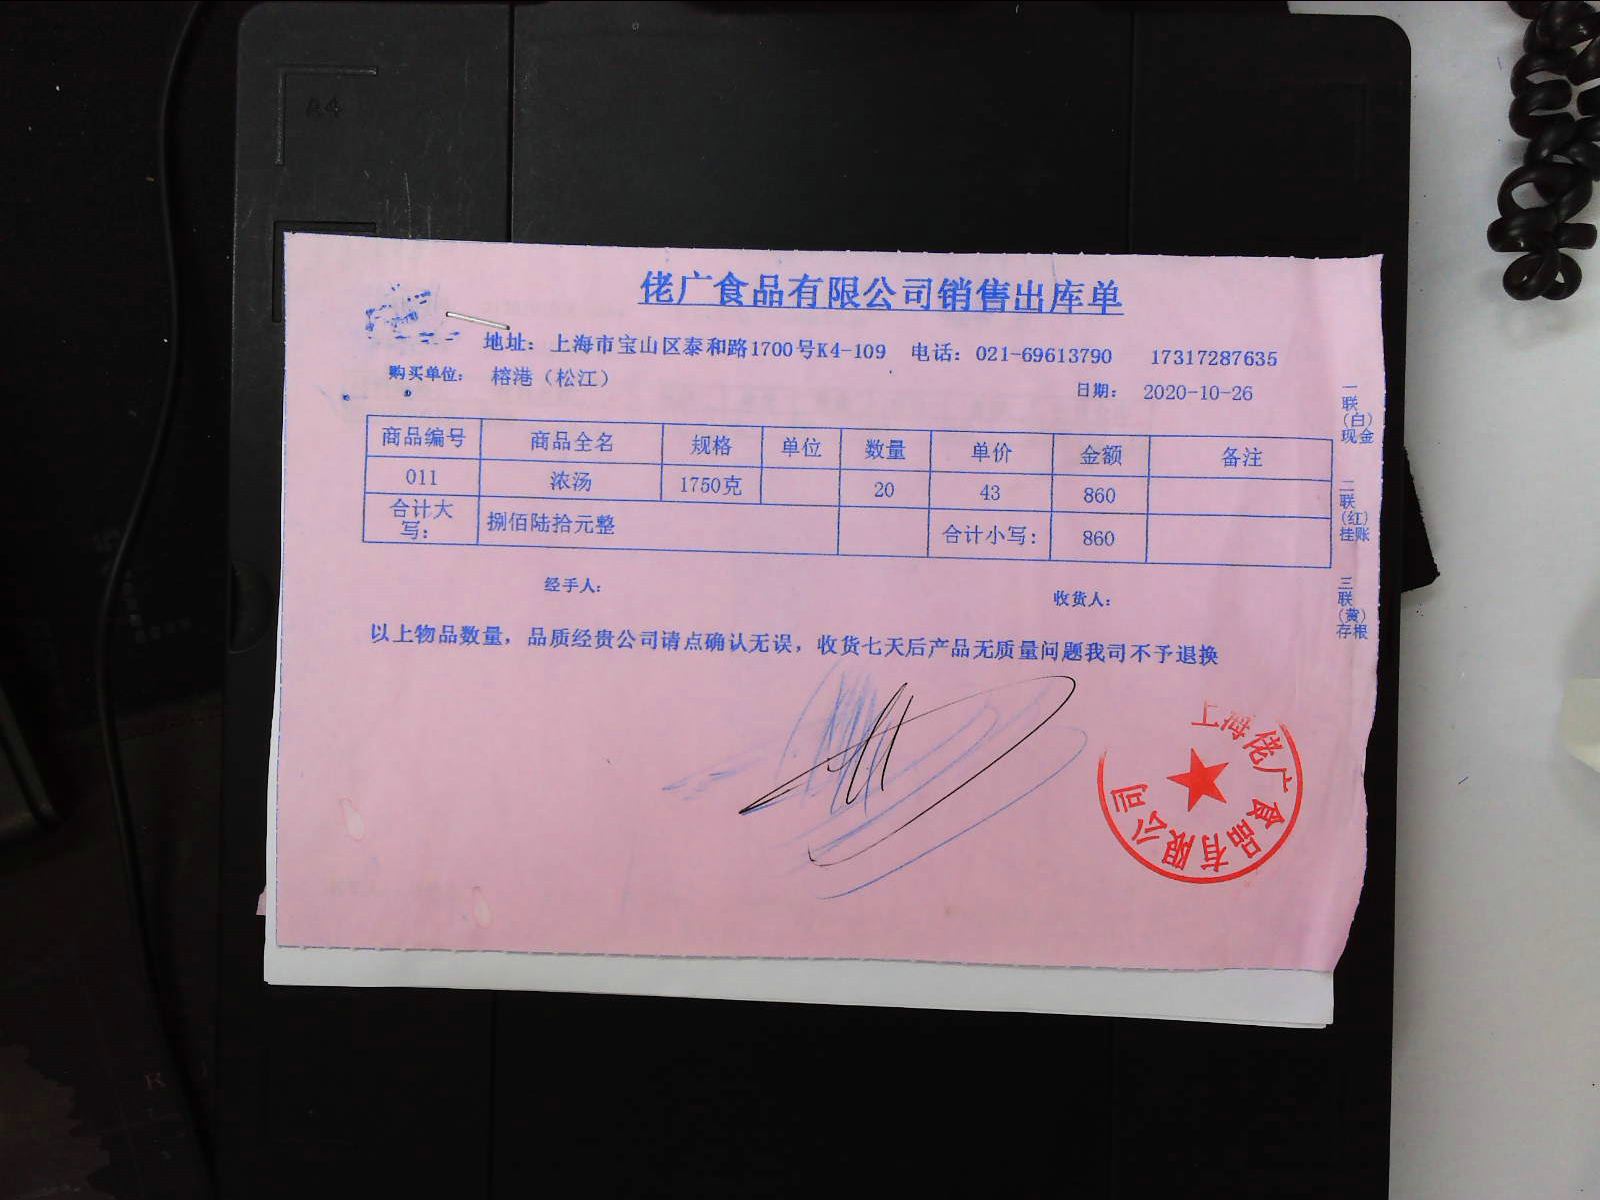 A4
佬广食品有限公司销售出库单
地址：上海市宝山区泰和路1700号K4-109 电话：021-69613790 17317287635
购买单位： 榕港（松江）
日期： 2020-10-26
商品编号 商品全名 规格 单位 数量 单价 金额 备注
011 浓汤 1750克 20 43 860
合计大写： 捌佰陆拾元整 合计小写： 860
经手人： 收货人：
以上物品数量，品质经贵公司请点确认无误，收货七天后产品无质量问题我司不予退换
一联（白）现金
二联（红）挂账
三联（黄）存根
上海佬广食品有限公司